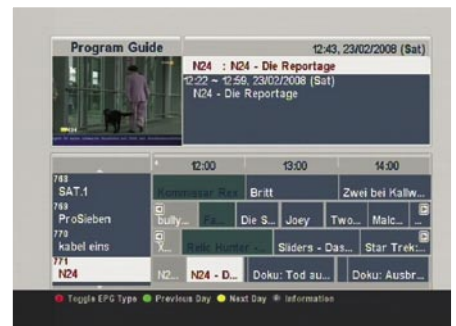 Program Guide
12:43, 23/02/2008 (Sat)
N24 : N24 - Die Reportage
12:22 ~ 12:59, 23/02/2008 (Sat)
N24 - Die Reportage
12:00 13:00 14:00
768
SAT.1 Kommissar Rex Britt Zwei bei Kallw...
769
ProSieben bully... Fa... Die S... Joey Two... Malc...
770
kabel eins X... Relic Hunter -... Sliders - Das... Star Trek:...
771
N24 N2... N24 - D... Doku: Tod au... Doku: Ausbr...
Toggle EPG Type Previous Day Next Day Information